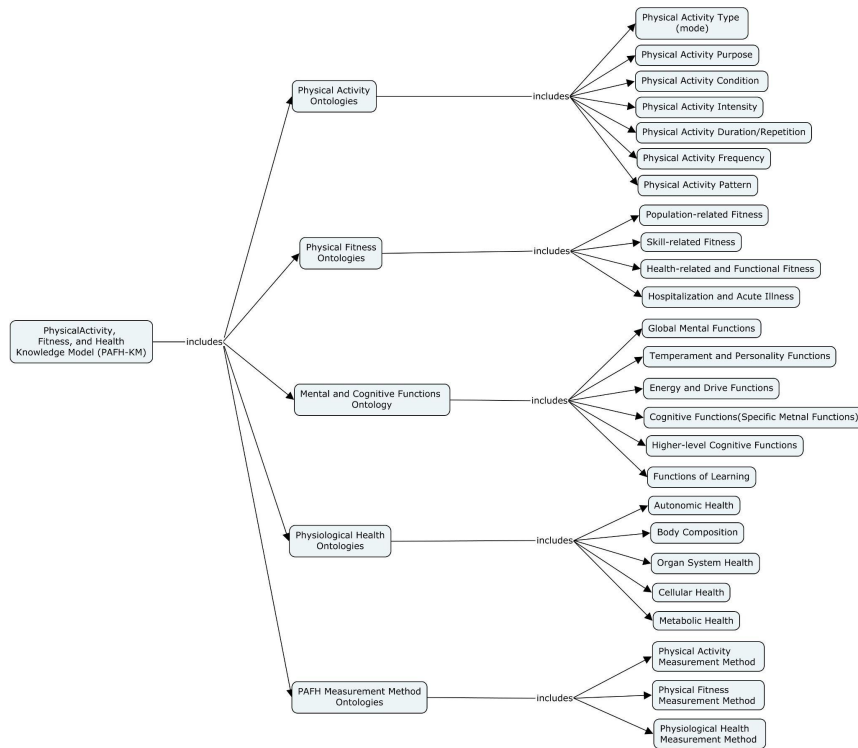 PhysicalActivity,
Fitness, and Health
Knowledge Model (PAFH-KM)
includes
Physical Activity
Ontologies
includes
Physical Activity Type
(mode)
Physical Activity Purpose
Physical Activity Condition
Physical Activity Intensity
Physical Activity Duration/Repetition
Physical Activity Frequency
Physical Activity Pattern
Physical Fitness
Ontologies
includes
Population-related Fitness
Skill-related Fitness
Health-related and Functional Fitness
Hospitalization and Acute Illness
Mental and Cognitive Functions
Ontology
includes
Global Mental Functions
Temperament and Personality Functions
Energy and Drive Functions
Cognitive Functions(Specific Metnal Functions)
Higher-level Cognitive Functions
Functions of Learning
Physiological Health
Ontologies
includes
Autonomic Health
Body Composition
Organ System Health
Cellular Health
Metabolic Health
PAFH Measurement Method
Ontologies
includes
Physical Activity
Measurement Method
Physical Fitness
Measurement Method
Physiological Health
Measurement Method